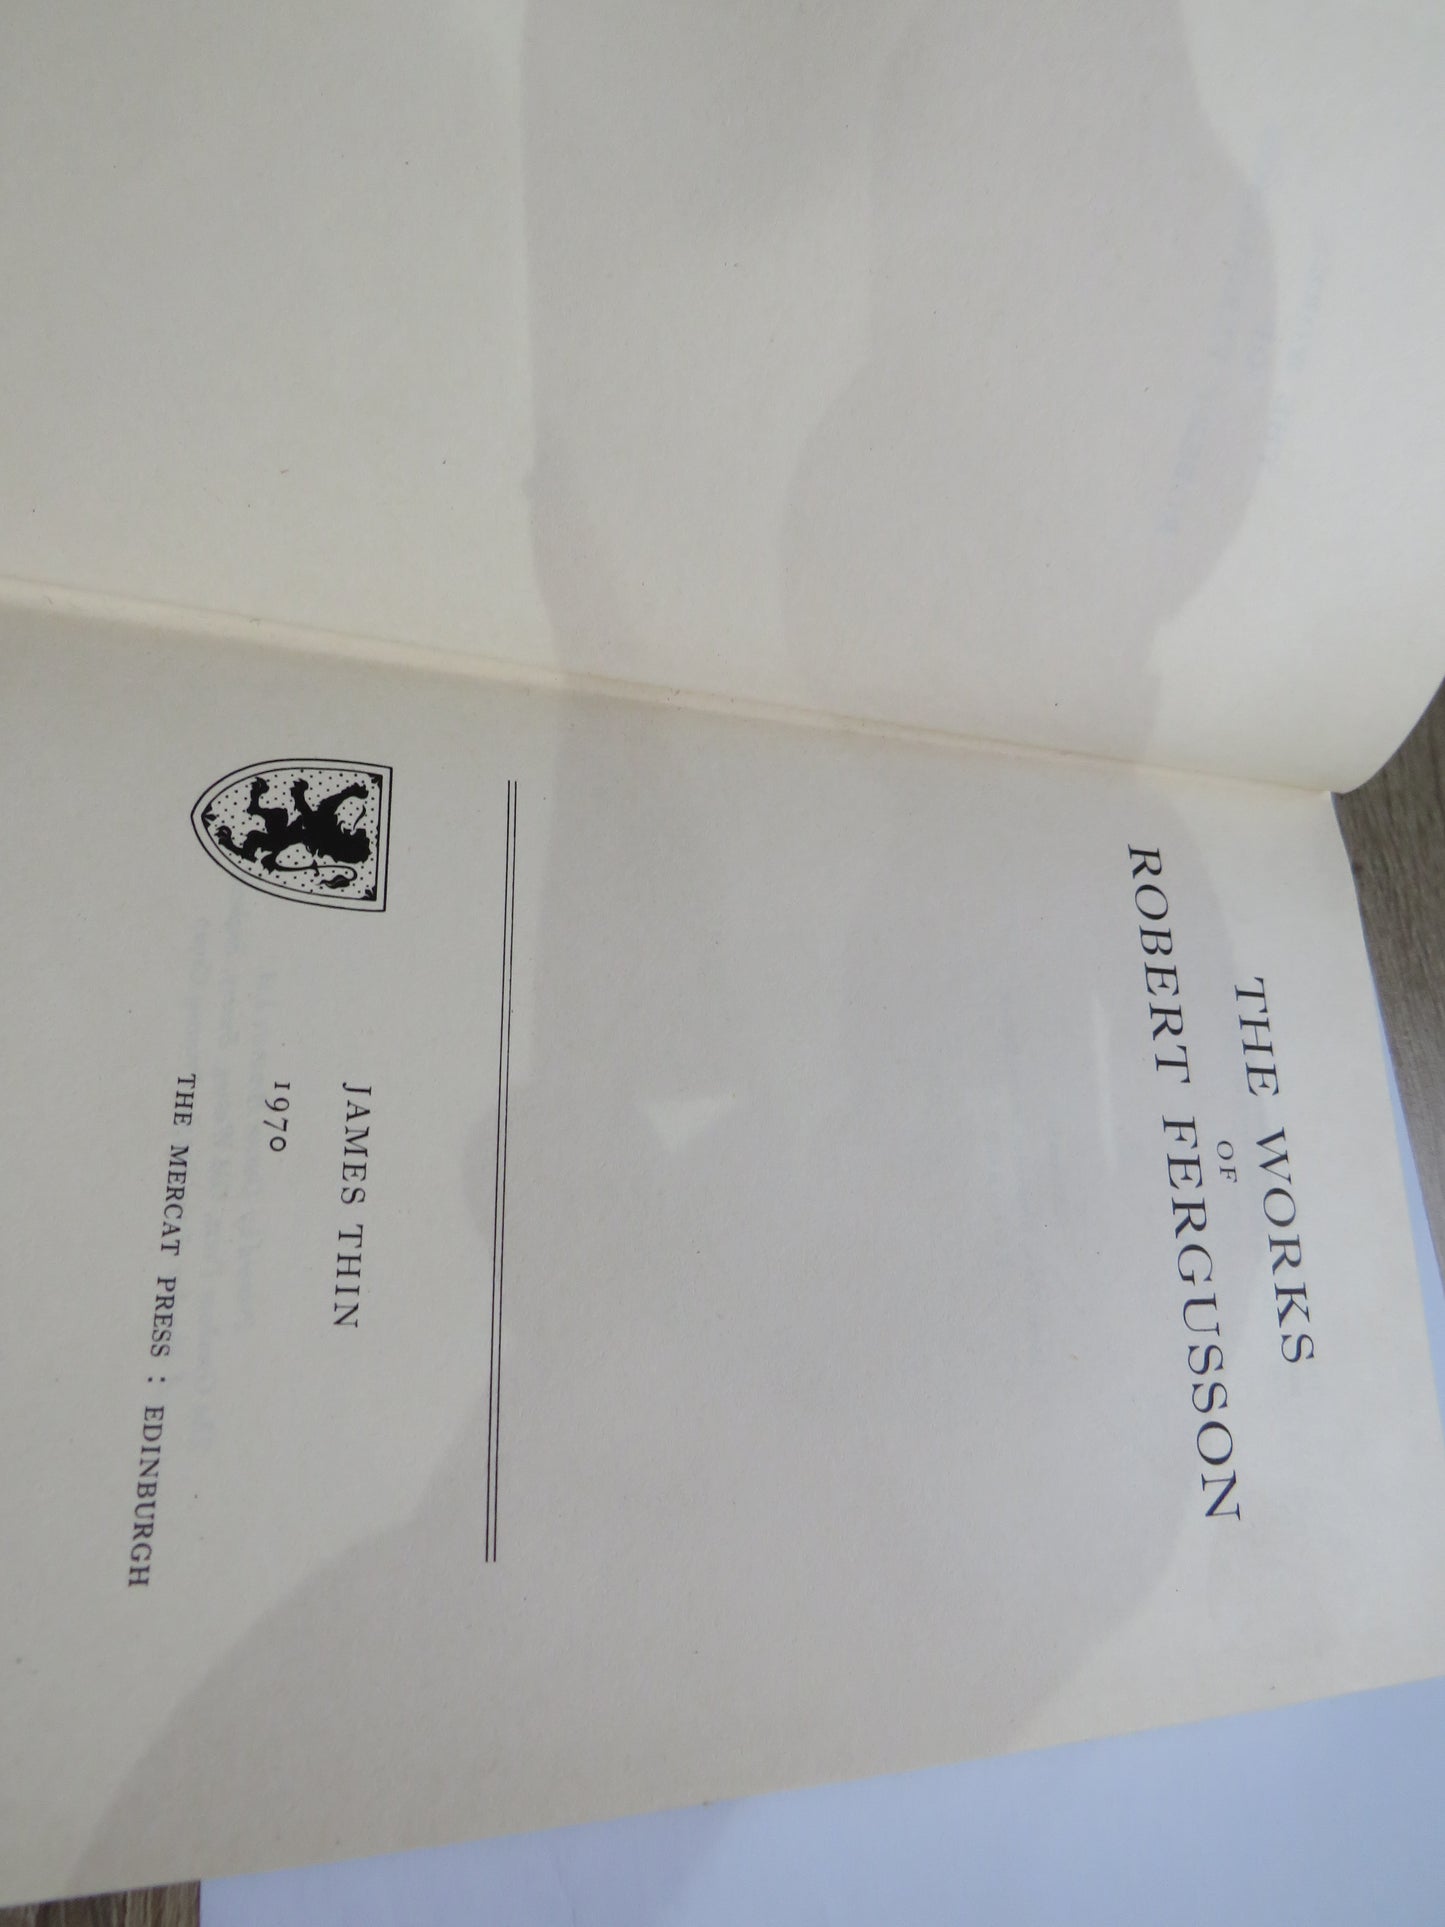 THE WORKS
OF
ROBERT FERGUSSON
JAMES THIN
1970
THE MERCAT PRESS : EDINBURGH